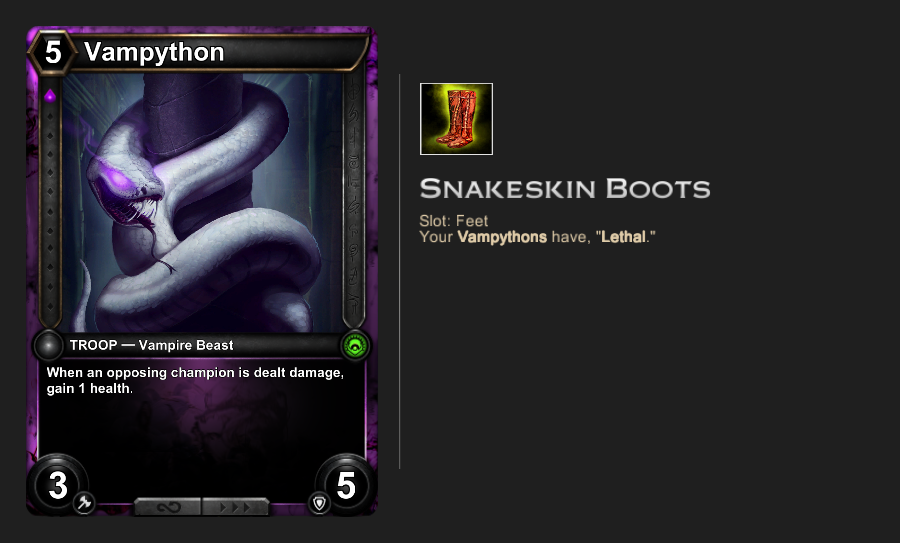 5 Vampython
TROOP — Vampire Beast
When an opposing champion is dealt damage,
gain 1 health.
3 5
SNAKESKIN BOOTS
Slot: Feet
Your Vampythons have, "Lethal."